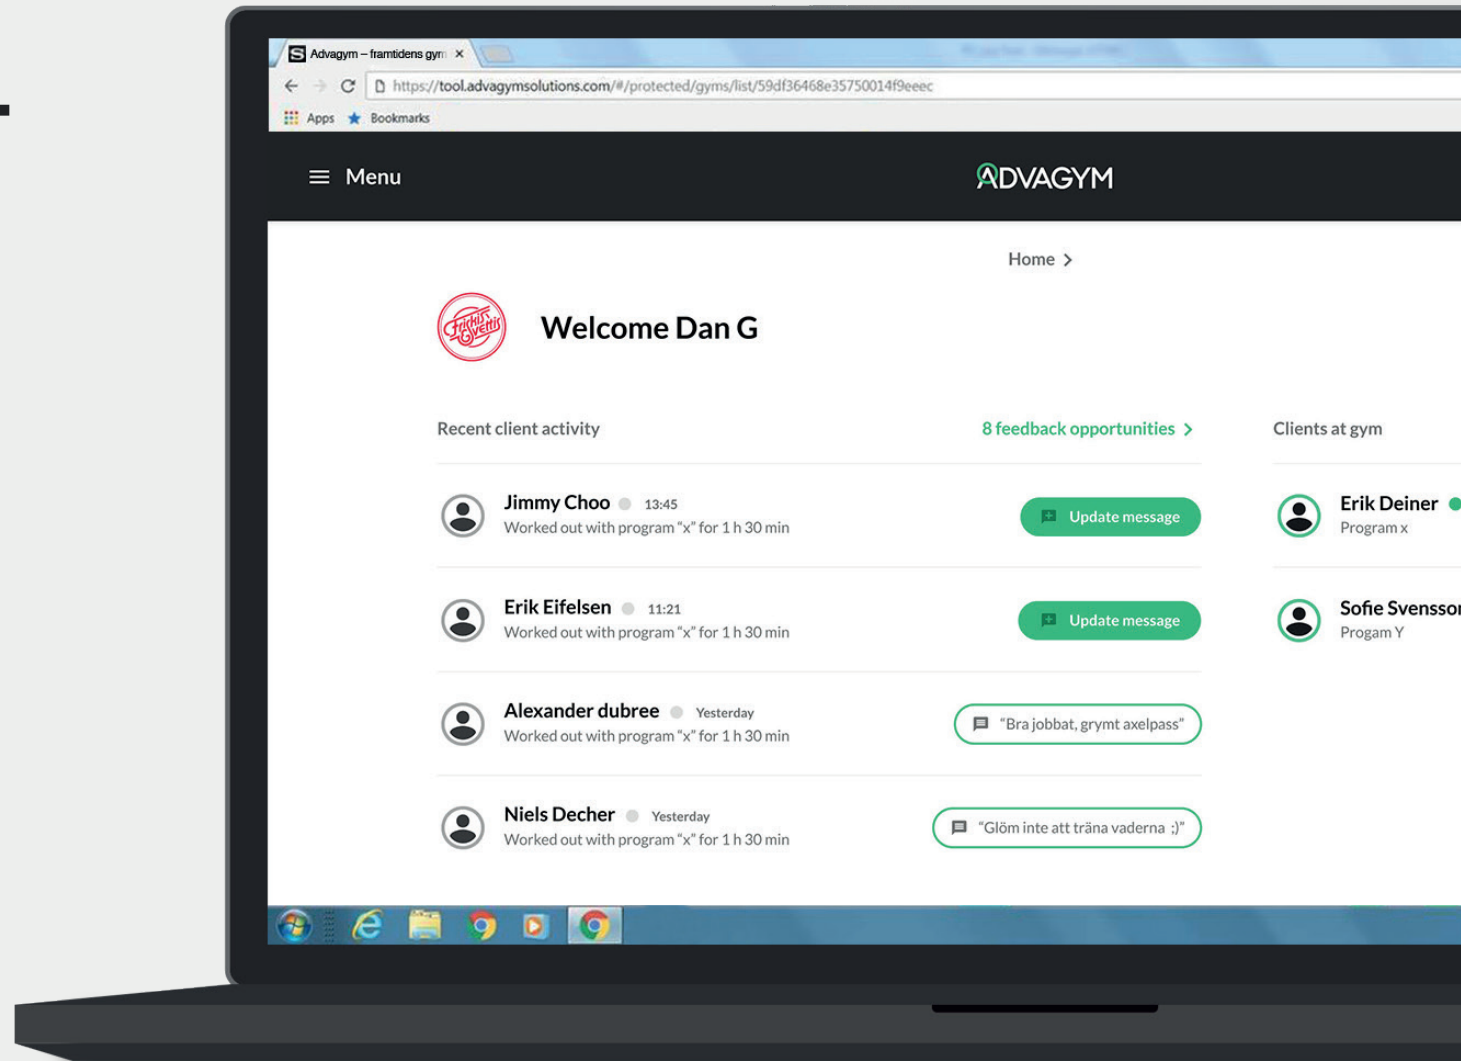 Advagym – framtidens gym
https://tool.advagymsolutions.com/#/protected/gyms/list/59df36468e35750014f9eeec
Apps
Bookmarks
Menu
ADVAGYM
Home
Friskis & Svettis
Welcome Dan G
Recent client activity
8 feedback opportunities
Jimmy Choo 13:45
Worked out with program “x” for 1 h 30 min
Update message
Erik Eifelsen 11:21
Worked out with program “x” for 1 h 30 min
Update message
Alexander dubree Yesterday
Worked out with program “x” for 1 h 30 min
“Bra jobbat, grymt axelpass”
Niels Decher Yesterday
Worked out with program “x” for 1 h 30 min
“Glöm inte att träna vaderna ;)”
Clients at gym
Erik Deiner
Program x
Sofie Svensson
Progam Y